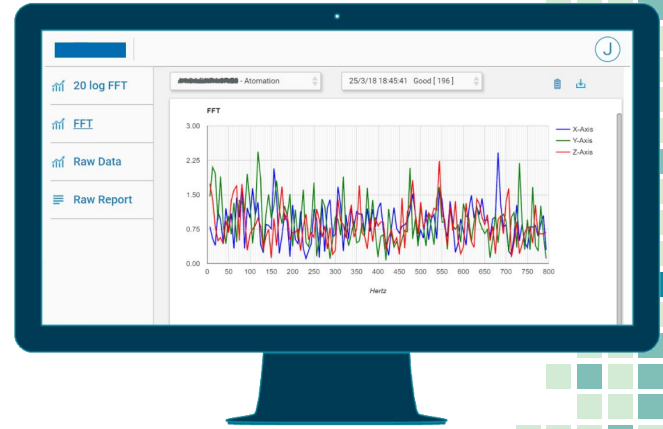 J
20 log FFT
FFT
Raw Data
Raw Report
- Atomation
25/3/18 18:45:41 Good [ 196 ]
FFT
3.00
2.25
1.50
0.75
0.00
0 50 100 150 200 250 300 350 400 450 500 550 600 650 700 750 800
Hertz
X-Axis
Y-Axis
Z-Axis